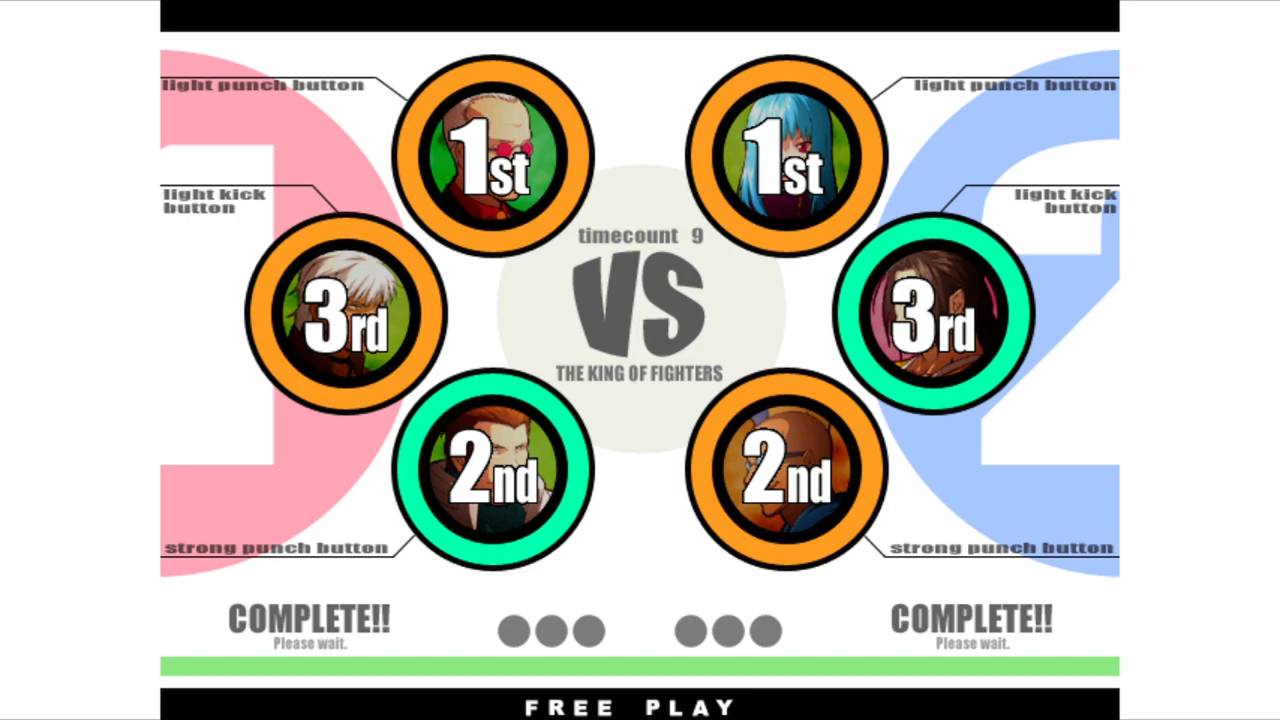 light punch button
light punch button
1st
1st
light kick
button
light kick
button
timecount 9
VS
THE KING OF FIGHTERS
3rd
3rd
2nd
2nd
strong punch button
strong punch button
COMPLETE!!
Please wait.
COMPLETE!!
Please wait.
FREE PLAY